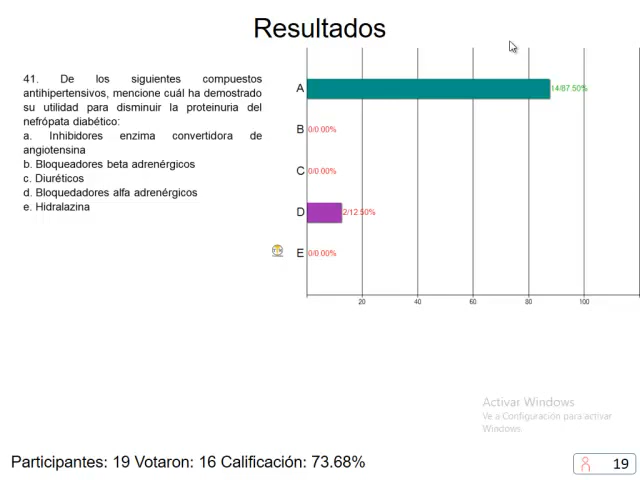 Resultados
41. De los siguientes compuestos
antihipertensivos, mencione cuál ha demostrado
su utilidad para disminuir la proteinuria del
nefrópata diabético:
a. Inhibidores enzima convertidora de
angiotensina
b. Bloqueadores beta adrenérgicos
c. Diuréticos
d. Bloquedadores alfa adrenérgicos
e. Hidralazina
A 14/87.50%
B 0/0.00%
C 0/0.00%
D 2/12.50%
E 0/0.00%
20 40 60 80 100
Activar Windows
Ve a Configuración para activar
Windows.
Participantes: 19 Votaron: 16 Calificación: 73.68%
19